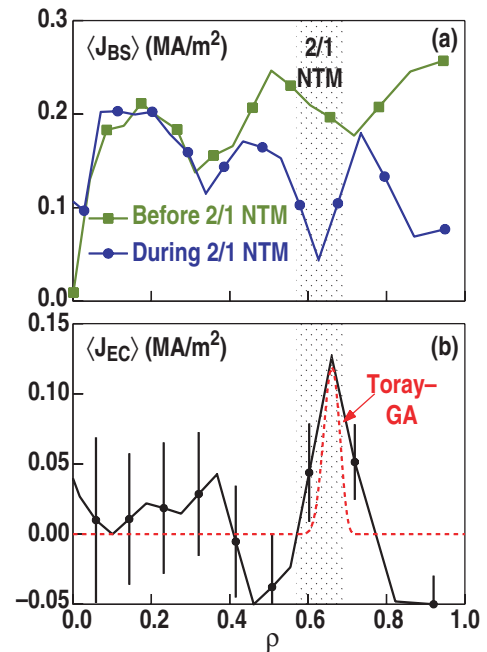 ⟨J_BS⟩ (MA/m²)
(a)
2/1
NTM
0.3
0.2
0.1
0.0
Before 2/1 NTM
During 2/1 NTM
⟨J_EC⟩ (MA/m²)
(b)
Toray–
GA
0.15
0.10
0.05
0.00
−0.05
0.0 0.2 0.4 0.6 0.8 1.0
ρ